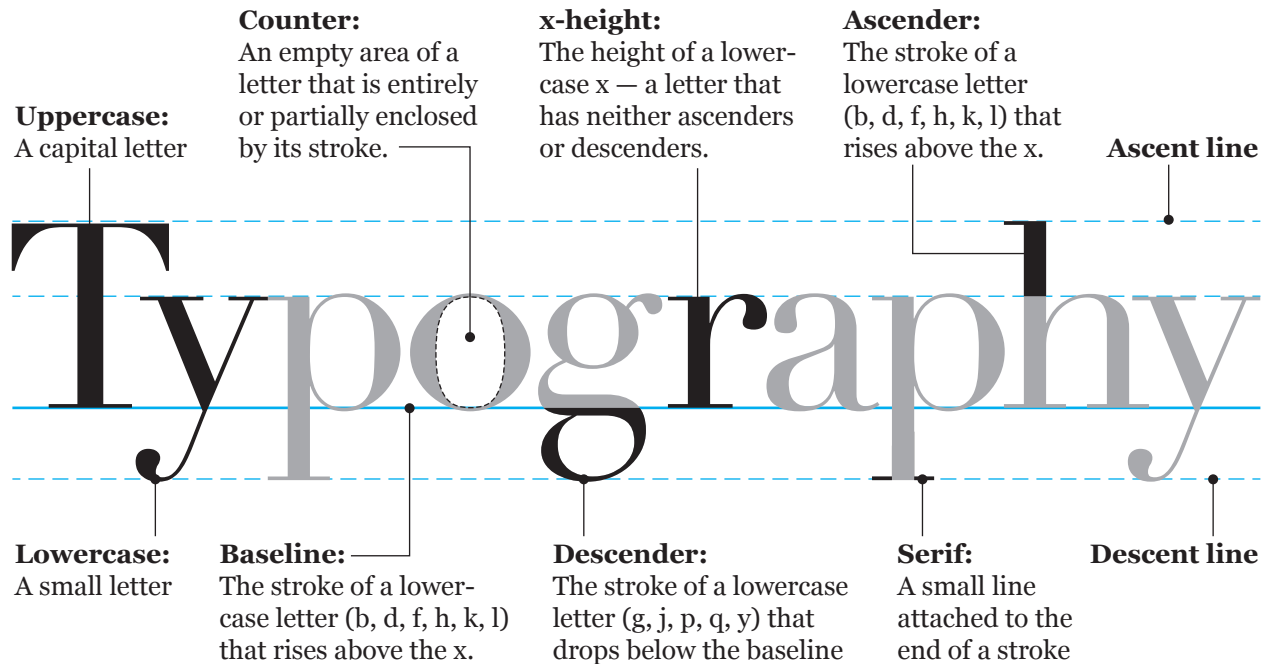 Counter:
An empty area of a
letter that is entirely
or partially enclosed
by its stroke.
x-height:
The height of a lower-
case x — a letter that
has neither ascenders
or descenders.
Ascender:
The stroke of a
lowercase letter
(b, d, f, h, k, l) that
rises above the x.
Uppercase:
A capital letter
Ascent line
Typography
Lowercase:
A small letter
Baseline:
The stroke of a lower-
case letter (b, d, f, h, k, l)
that rises above the x.
Descender:
The stroke of a lowercase
letter (g, j, p, q, y) that
drops below the baseline
Serif:
A small line
attached to the
end of a stroke
Descent line